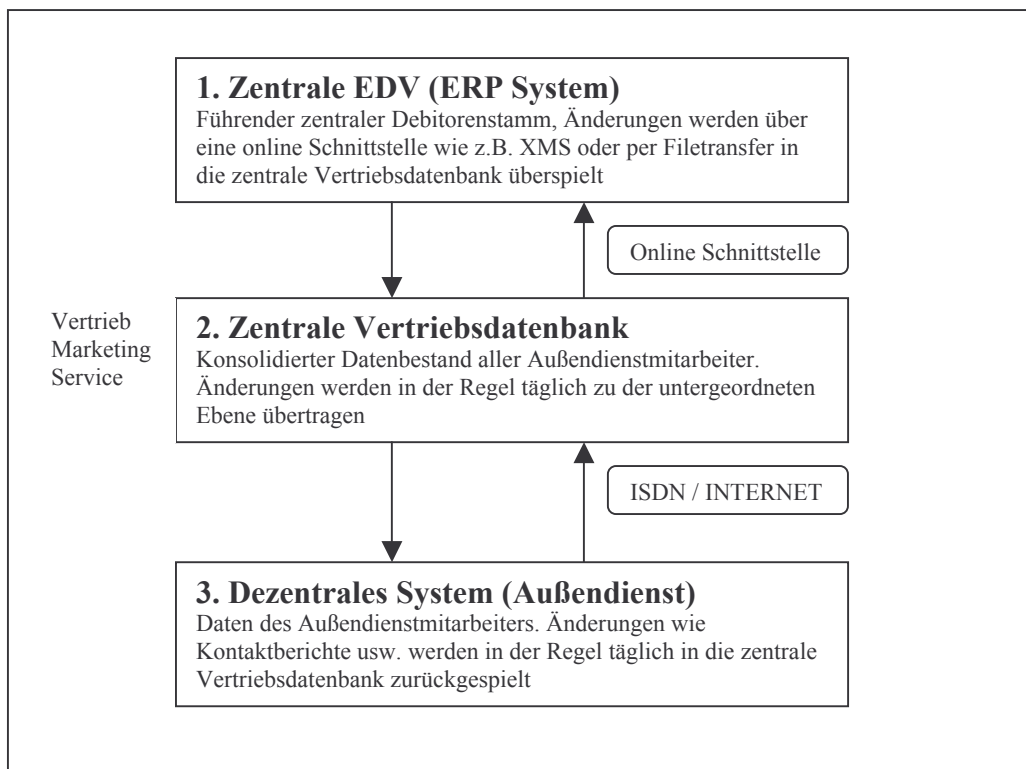 1. Zentrale EDV (ERP System)
Führender zentraler Debitorenstamm, Änderungen werden über
eine online Schnittstelle wie z.B. XMS oder per Filetransfer in
die zentrale Vertriebsdatenbank überspielt
Online Schnittstelle
Vertrieb
Marketing
Service
2. Zentrale Vertriebsdatenbank
Konsolidierter Datenbestand aller Außendienstmitarbeiter.
Änderungen werden in der Regel täglich zu der untergeordneten
Ebene übertragen
ISDN / INTERNET
3. Dezentrales System (Außendienst)
Daten des Außendienstmitarbeiters. Änderungen wie
Kontaktberichte usw. werden in der Regel täglich in die zentrale
Vertriebsdatenbank zurückgespielt